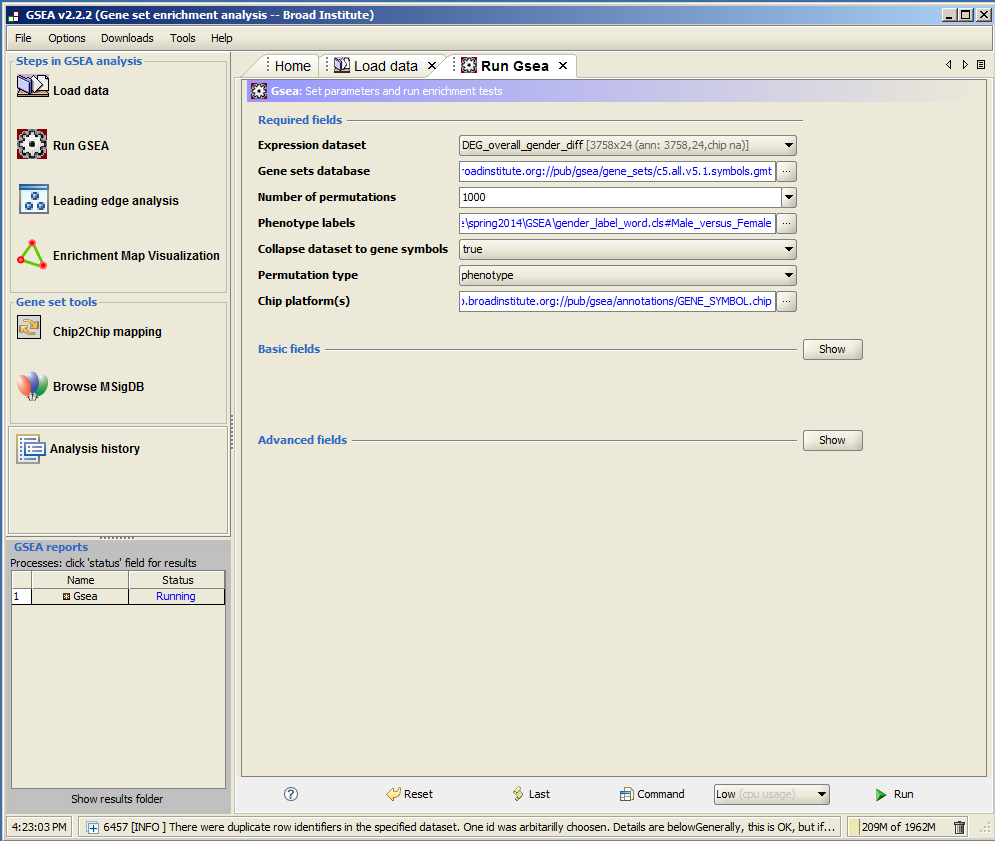 GSEA v2.2.2 (Gene set enrichment analysis -- Broad Institute)
File Options Downloads Tools Help
Steps in GSEA analysis
Load data
Run GSEA
Leading edge analysis
Enrichment Map Visualization
Gene set tools
Chip2Chip mapping
Browse MSigDB
Analysis history
GSEA reports
Processes: click 'status' field for results
Name Status
1 Gsea Running
Show results folder
Home Load data Run Gsea
Gsea: Set parameters and run enrichment tests
Required fields
Expression dataset DEG_overall_gender_diff [3758x24 (ann: 3758,24,chip na)]
Gene sets database roadinstitute.org://pub/gsea/gene_sets/c5.all.v5.1.symbols.gmt ...
Number of permutations 1000
Phenotype labels :\spring2014\GSEA\gender_label_word.cls#Male_versus_Female ...
Collapse dataset to gene symbols true
Permutation type phenotype
Chip platform(s) .broadinstitute.org://pub/gsea/annotations/GENE_SYMBOL.chip ...
Basic fields Show
Advanced fields Show
? Reset Last Command Low (cpu usage) Run
4:23:03 PM 6457 [INFO ] There were duplicate row identifiers in the specified dataset. One id was arbitarilly choosen. Details are belowGenerally, this is OK, but if... 209M of 1962M